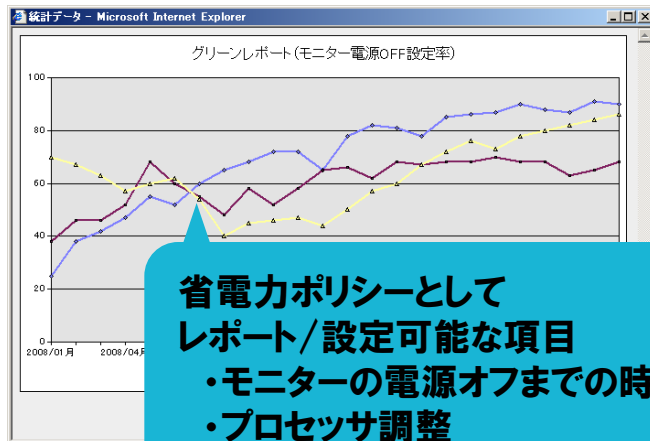 統計データ - Microsoft Internet Explorer
グリーンレポート(モニター電源OFF設定率)
100
80
60
40
20
0
2008/01月 2008/04月
省電力ポリシーとして
レポート/設定可能な項目
・モニターの電源オフまでの時
・プロセッサ調整